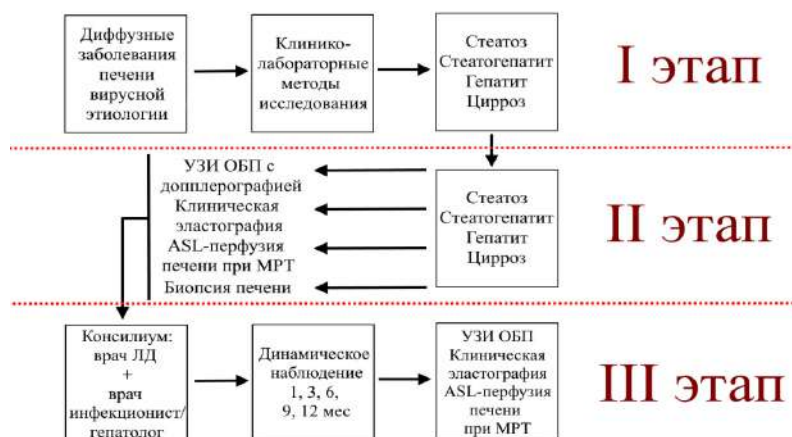 Диффузные
заболевания
печени
вирусной
этиологии
Клинико-
лабораторные
методы
исследования
Стеатоз
Стеатогепатит
Гепатит
Цирроз
I этап
УЗИ ОБП с
допплерографией
Клиническая
эластография
ASL-перфузия
печени при МРТ
Биопсия печени
Стеатоз
Стеатогепатит
Гепатит
Цирроз
II этап
Консилиум:
врач ЛД
+
врач
инфекционист/
гепатолог
Динамическое
наблюдение
1, 3, 6,
9, 12 мес
УЗИ ОБП
Клиническая
эластография
ASL-перфузия
печени
при МРТ
III этап